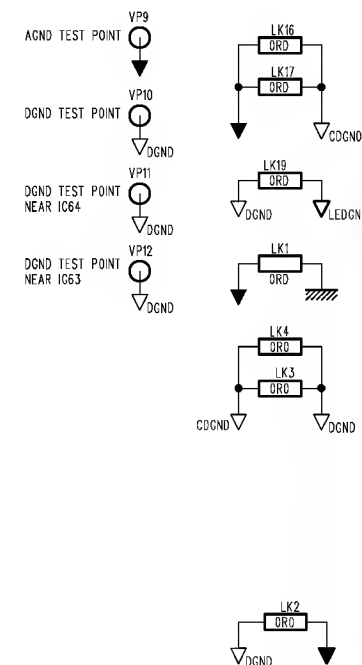 VP9
AGND TEST POINT
VP10
DGND TEST POINT
DGND
VP11
DGND TEST POINT
NEAR IC64
DGND
VP12
DGND TEST POINT
NEAR IC63
DGND
LK16
0R0
LK17
0R0
CDGND
LK19
0R0
DGND
LEDGN
LK1
0R0
LK4
0R0
LK3
0R0
CDGND
DGND
LK2
0R0
DGND